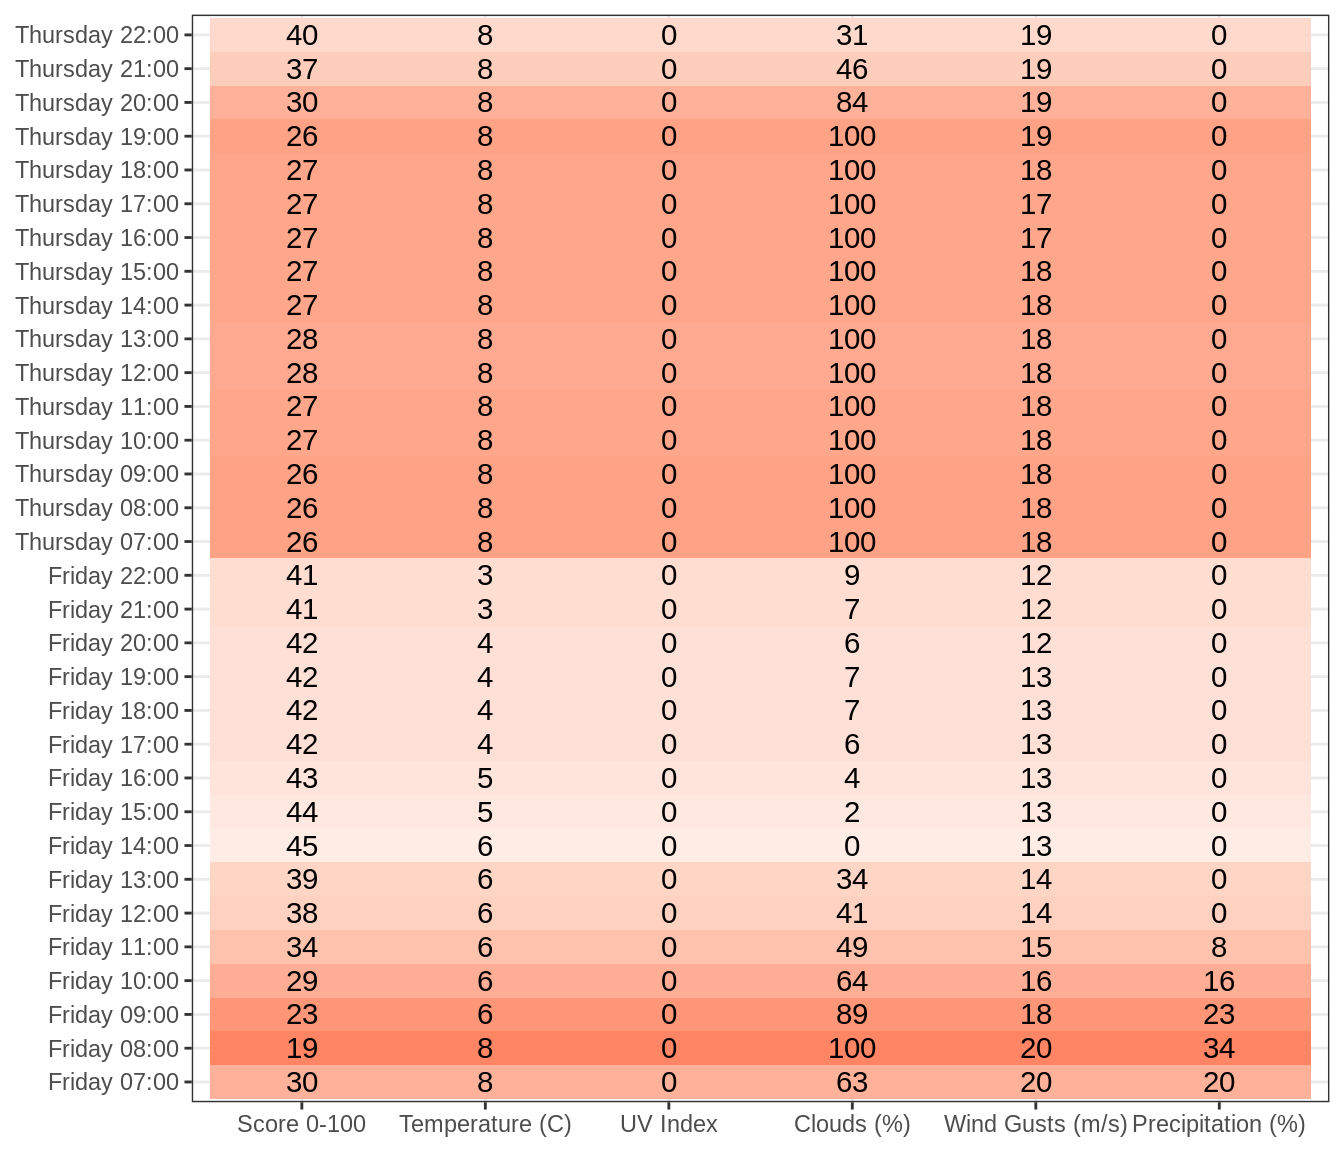 Thursday 22:00 40 8 0 31 19 0
Thursday 21:00 37 8 0 46 19 0
Thursday 20:00 30 8 0 84 19 0
Thursday 19:00 26 8 0 100 19 0
Thursday 18:00 27 8 0 100 18 0
Thursday 17:00 27 8 0 100 17 0
Thursday 16:00 27 8 0 100 17 0
Thursday 15:00 27 8 0 100 18 0
Thursday 14:00 27 8 0 100 18 0
Thursday 13:00 28 8 0 100 18 0
Thursday 12:00 28 8 0 100 18 0
Thursday 11:00 27 8 0 100 18 0
Thursday 10:00 27 8 0 100 18 0
Thursday 09:00 26 8 0 100 18 0
Thursday 08:00 26 8 0 100 18 0
Thursday 07:00 26 8 0 100 18 0
Friday 22:00 41 3 0 9 12 0
Friday 21:00 41 3 0 7 12 0
Friday 20:00 42 4 0 6 12 0
Friday 19:00 42 4 0 7 13 0
Friday 18:00 42 4 0 7 13 0
Friday 17:00 42 4 0 6 13 0
Friday 16:00 43 5 0 4 13 0
Friday 15:00 44 5 0 2 13 0
Friday 14:00 45 6 0 0 13 0
Friday 13:00 39 6 0 34 14 0
Friday 12:00 38 6 0 41 14 0
Friday 11:00 34 6 0 49 15 8
Friday 10:00 29 6 0 64 16 16
Friday 09:00 23 6 0 89 18 23
Friday 08:00 19 8 0 100 20 34
Friday 07:00 30 8 0 63 20 20
Score 0-100 Temperature (C) UV Index Clouds (%) Wind Gusts (m/s) Precipitation (%)